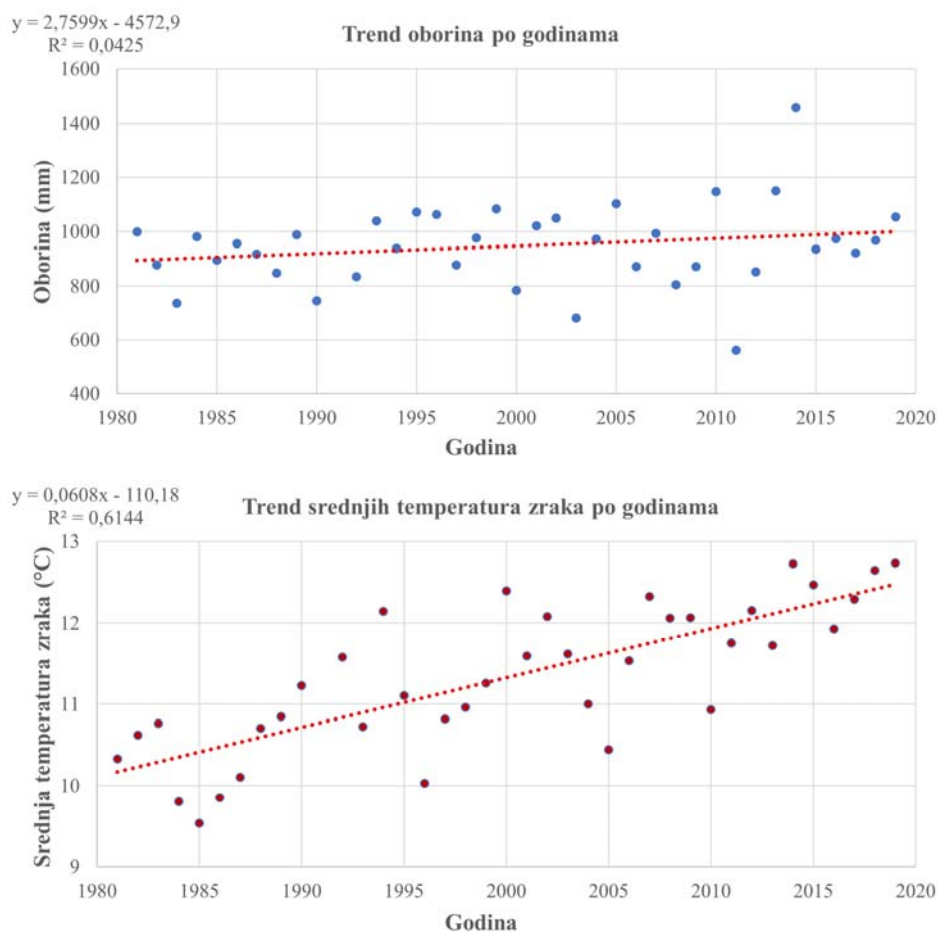 y = 2,7599x - 4572,9
R² = 0,0425
Trend oborina po godinama
1600
1400
1200
1000
800
600
400
Oborina (mm)
1980 1985 1990 1995 2000 2005 2010 2015 2020
Godina
y = 0,0608x - 110,18
R² = 0,6144
Trend srednjih temperatura zraka po godinama
13
12
11
10
9
Srednja temperatura zraka (°C)
1980 1985 1990 1995 2000 2005 2010 2015 2020
Godina